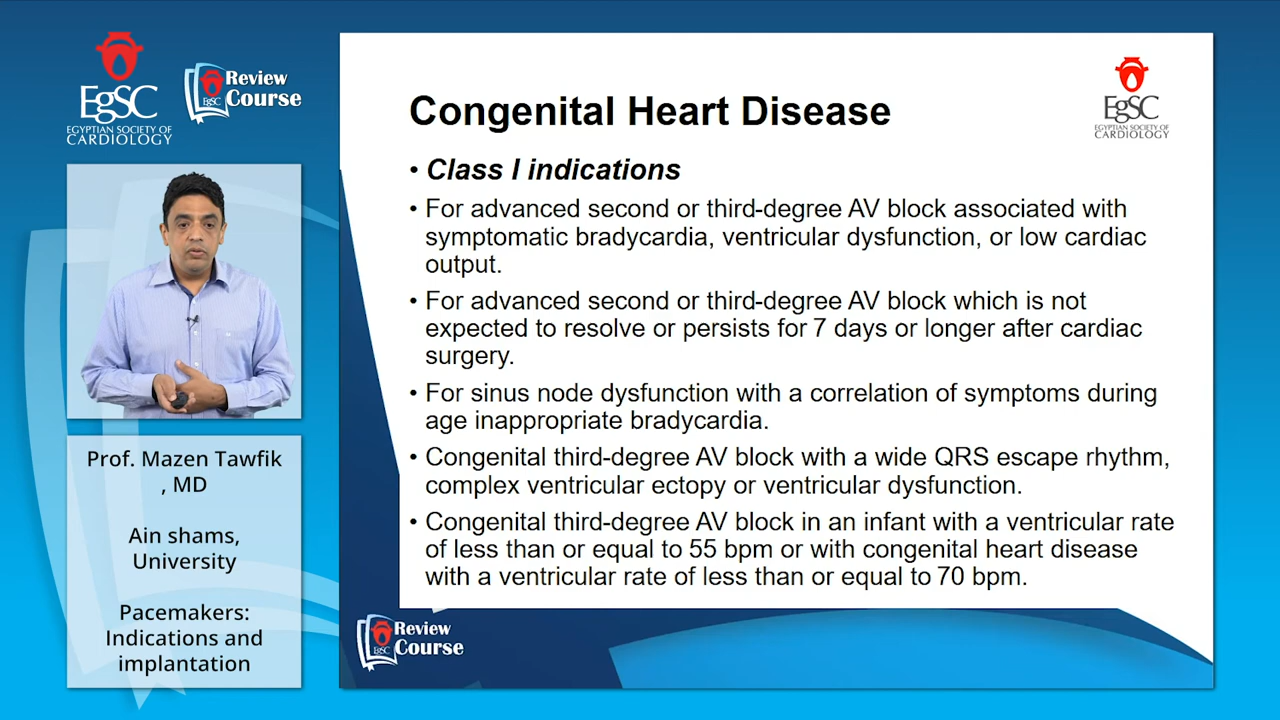 EgSC
EGYPTIAN SOCIETY OF
CARDIOLOGY
EgSC
Review
Course
Prof. Mazen Tawfik
, MD
Ain shams,
University
Pacemakers:
Indications and
implantation
EgSC
EGYPTIAN SOCIETY OF
CARDIOLOGY
Congenital Heart Disease
• Class I indications
• For advanced second or third-degree AV block associated with
symptomatic bradycardia, ventricular dysfunction, or low cardiac
output.
• For advanced second or third-degree AV block which is not
expected to resolve or persists for 7 days or longer after cardiac
surgery.
• For sinus node dysfunction with a correlation of symptoms during
age inappropriate bradycardia.
• Congenital third-degree AV block with a wide QRS escape rhythm,
complex ventricular ectopy or ventricular dysfunction.
• Congenital third-degree AV block in an infant with a ventricular rate
of less than or equal to 55 bpm or with congenital heart disease
with a ventricular rate of less than or equal to 70 bpm.
EgSC
Review
Course